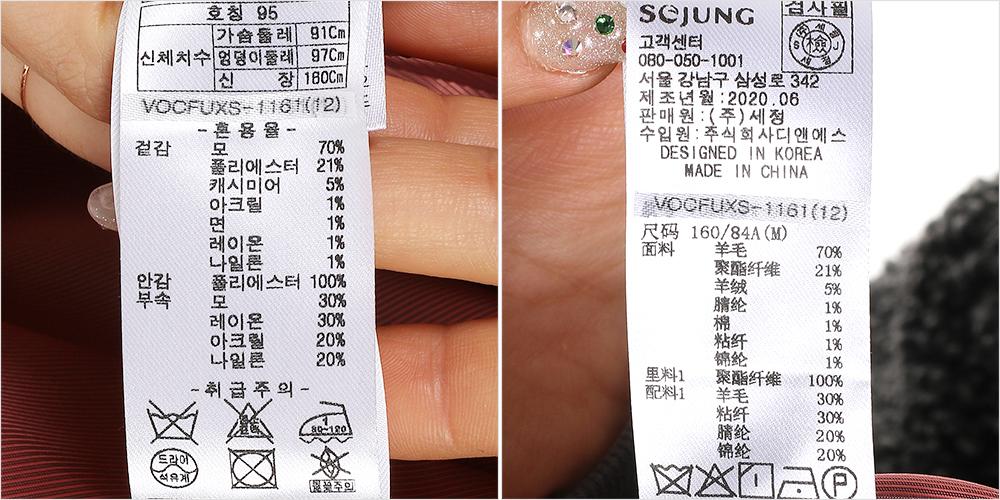 호칭 95
신체치수
가슴둘레 91Cm
엉덩이둘레 97Cm
신 장 160Cm
VOCFUXS-1161(12)
-혼용율-
겉감 모 70%
폴리에스터 21%
캐시미어 5%
아크릴 1%
면 1%
레이온 1%
나일론 1%
안감 폴리에스터 100%
부속 모 30%
레이온 30%
아크릴 20%
나일론 20%
~취급주의-
드라이
석유계
SEJUNG
검사필
고객센터
080-050-1001
서울 강남구 삼성로 342
제조년월:2020.06
판매원:(주)세정
수입원:주식회사디앤에스
DESIGNED IN KOREA
MADE IN CHINA
VOCFUXS-1161(12)
尺码 160/84A(M)
面料 羊毛 70%
聚酯纤维 21%
羊绒 5%
腈纶 1%
棉 1%
粘纤 1%
锦纶 1%
里料1 聚酯纤维 100%
配料1 羊毛 30%
粘纤 30%
腈纶 20%
锦纶 20%
P